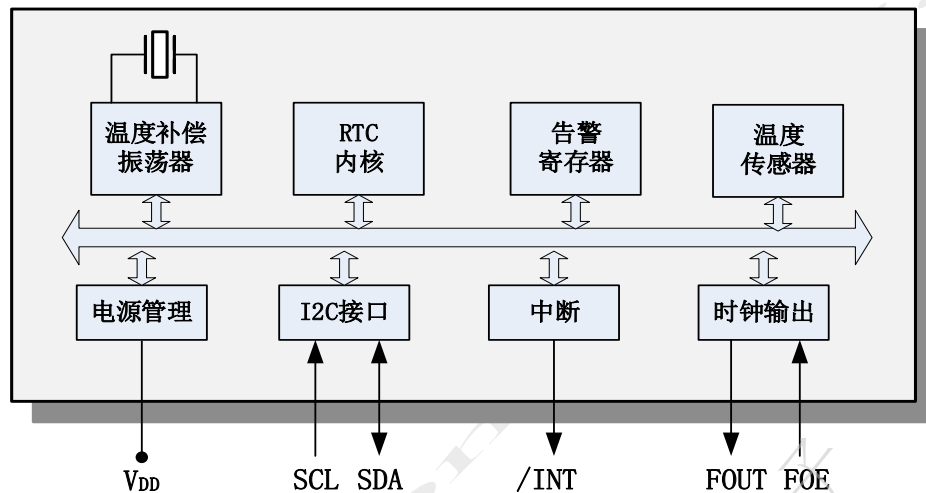 温度补偿
振荡器
RTC
内核
告警
寄存器
温度
传感器
电源管理
I2C接口
中断
时钟输出
VDD
SCL SDA
/INT
FOUT FOE